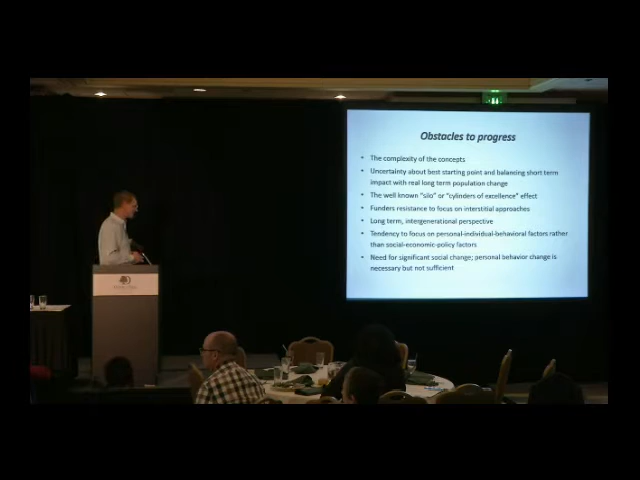 Obstacles to progress
• The complexity of the concepts
• Uncertainty about best starting point and balancing short term
impact with real long term population change
• The well known "silo" or "cylinders of excellence" effect
• Funders resistance to focus on interstitial approaches
• Long term, intergenerational perspective
• Tendency to focus on personal-individual-behavioral factors rather
than social-economic-policy factors
• Need for significant social change; personal behavior change is
necessary but not sufficient